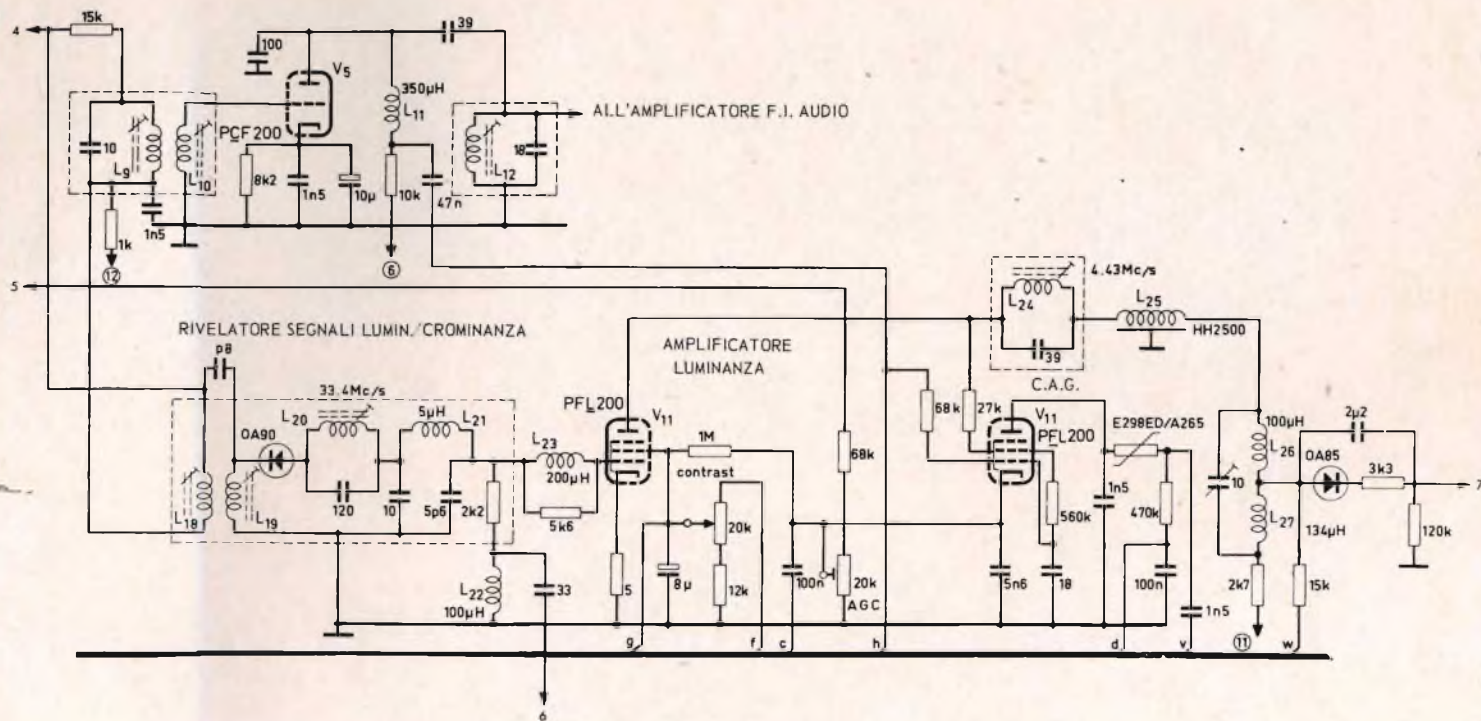 4
15k
100
V5
39
350µH
L11
ALL'AMPLIFICATORE F.I. AUDIO
PCF200
10
L9
L10
8k2
1n5
10µ
10k
47n
18
L12
1n5
1k
12
6
5
4.43Mc/s
L24
39
L25
HH2500
RIVELATORE SEGNALI LUMIN./CROMINANZA
AMPLIFICATORE
LUMINANZA
C.A.G.
p8
33.4Mc/s
L20
5µH
L21
OA90
L23
200µH
PFL200
V11
1M
contrast
68k
68k
27k
V11
PFL200
E298ED/A265
100µH
L26
2µ2
OA85
3k3
7
L18
L19
120
10
5p6
2k2
5k6
20k
560k
1n5
470k
10
L27
134µH
120k
L22
100µH
33
5
8µ
12k
100n
20k
AGC
5n6
18
100n
1n5
2k7
15k
g
f
c
h
d
v
11
w
6